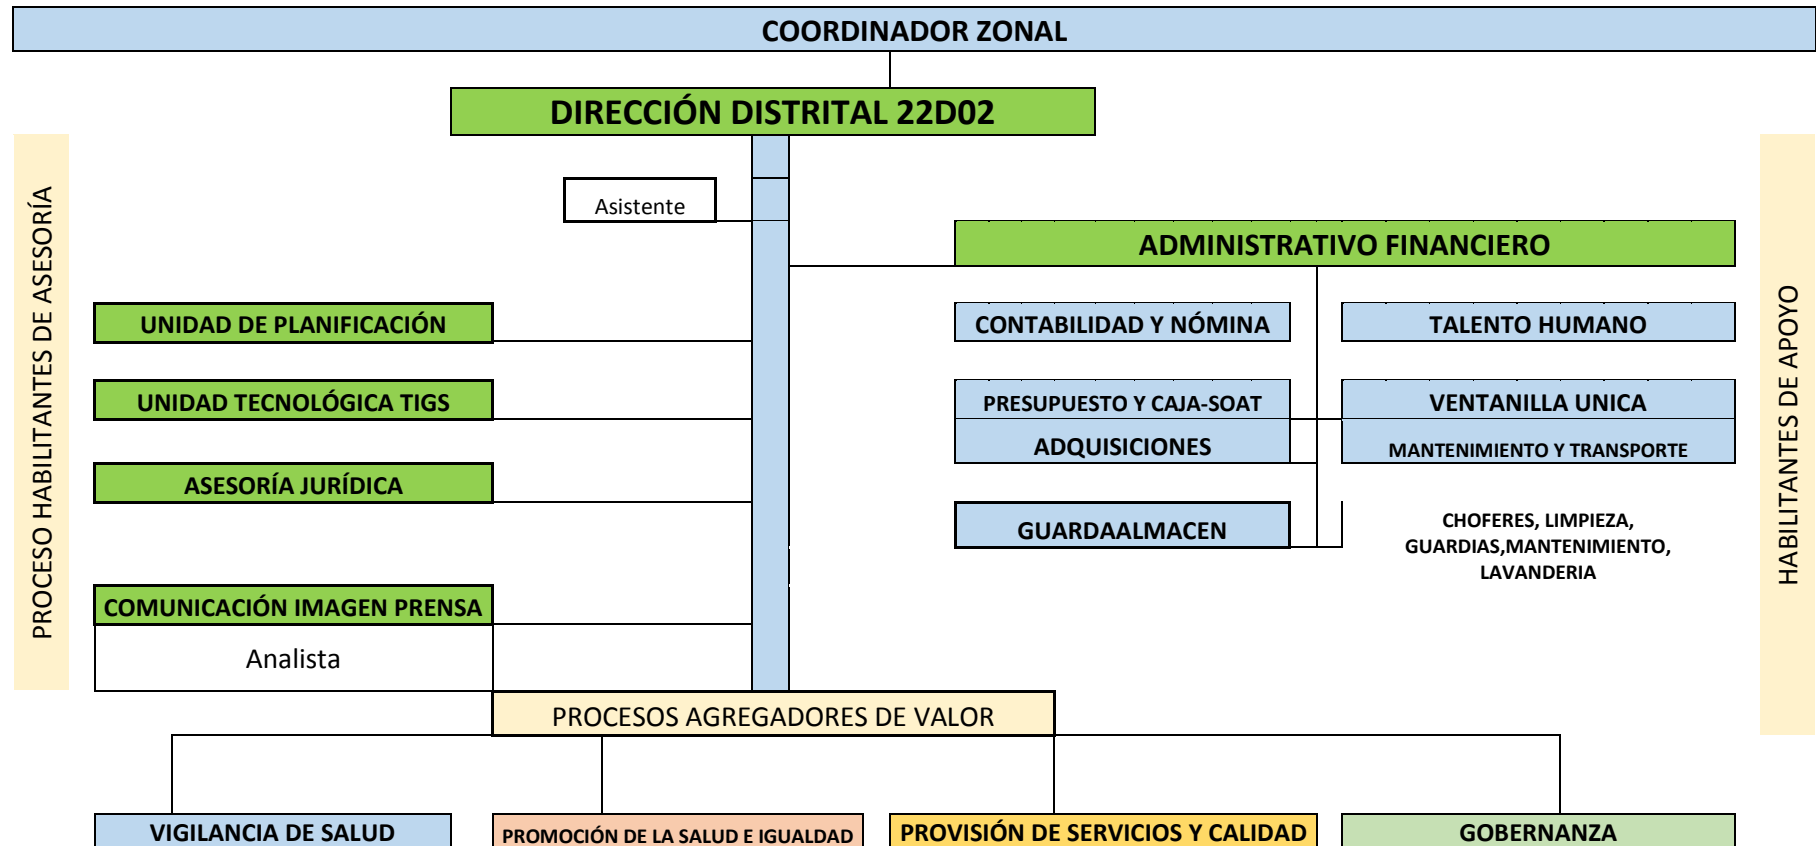 COORDINADOR ZONAL
DIRECCIÓN DISTRITAL 22D02
PROCESO HABILITANTES DE ASESORÍA
HABILITANTES DE APOYO
Asistente
ADMINISTRATIVO FINANCIERO
UNIDAD DE PLANIFICACIÓN
CONTABILIDAD Y NÓMINA
TALENTO HUMANO
UNIDAD TECNOLÓGICA TIGS
PRESUPUESTO Y CAJA-SOAT
VENTANILLA UNICA
ADQUISICIONES
MANTENIMIENTO Y TRANSPORTE
ASESORÍA JURÍDICA
GUARDAALMACEN
CHOFERES, LIMPIEZA,
GUARDIAS,MANTENIMIENTO,
LAVANDERIA
COMUNICACIÓN IMAGEN PRENSA
Analista
PROCESOS AGREGADORES DE VALOR
VIGILANCIA DE SALUD
PROMOCIÓN DE LA SALUD E IGUALDAD
PROVISIÓN DE SERVICIOS Y CALIDAD
GOBERNANZA